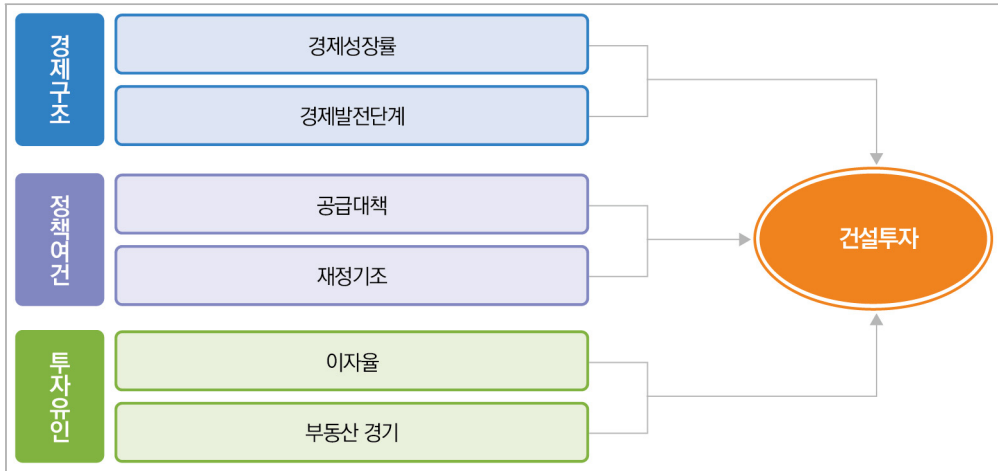 경제구조
경제성장률
경제발전단계
정책여건
공급대책
재정기조
건설투자
투자유인
이자율
부동산 경기